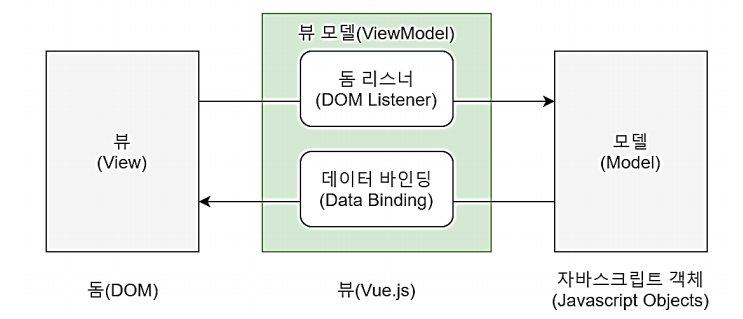 뷰 모델(ViewModel)
돔 리스너
(DOM Listener)
뷰
(View)
모델
(Model)
데이터 바인딩
(Data Binding)
돔(DOM)
뷰(Vue.js)
자바스크립트 객체
(Javascript Objects)